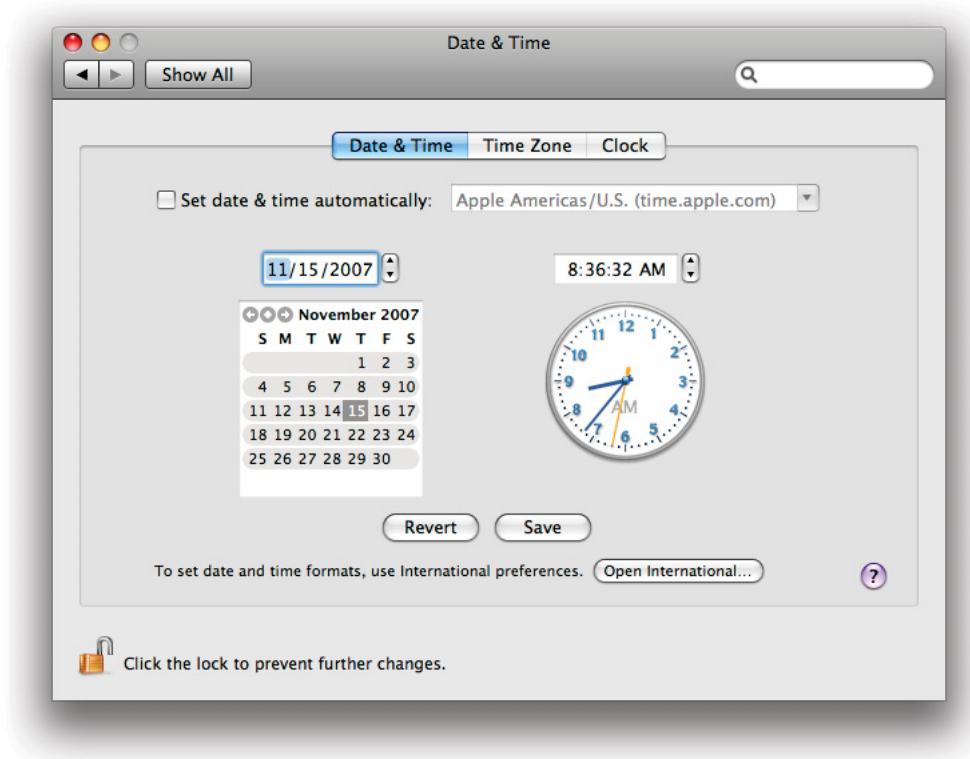 Date & Time
Show All
Date & Time Time Zone Clock
Set date & time automatically: Apple Americas/U.S. (time.apple.com)
11/15/2007 8:36:32 AM
November 2007
S M T W T F S
1 2 3
4 5 6 7 8 9 10
11 12 13 14 15 16 17
18 19 20 21 22 23 24
25 26 27 28 29 30
12
11 1
10 2
9 3
AM
8 4
7 5
6
Revert Save
To set date and time formats, use International preferences. Open International... ?
Click the lock to prevent further changes.